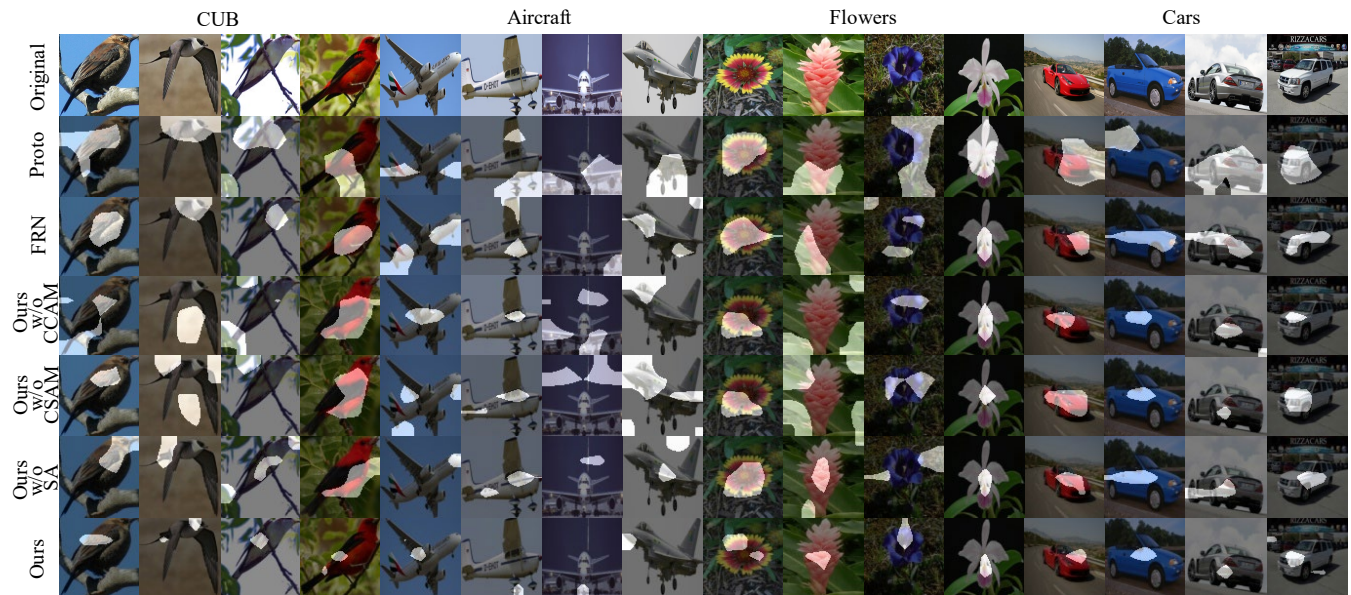 CUB Aircraft Flowers Cars
Original
RIZZACARS
Proto
FRN
Ours
w/o
CCAM
Ours
w/o
CSAM
Ours
w/o
SA
Ours